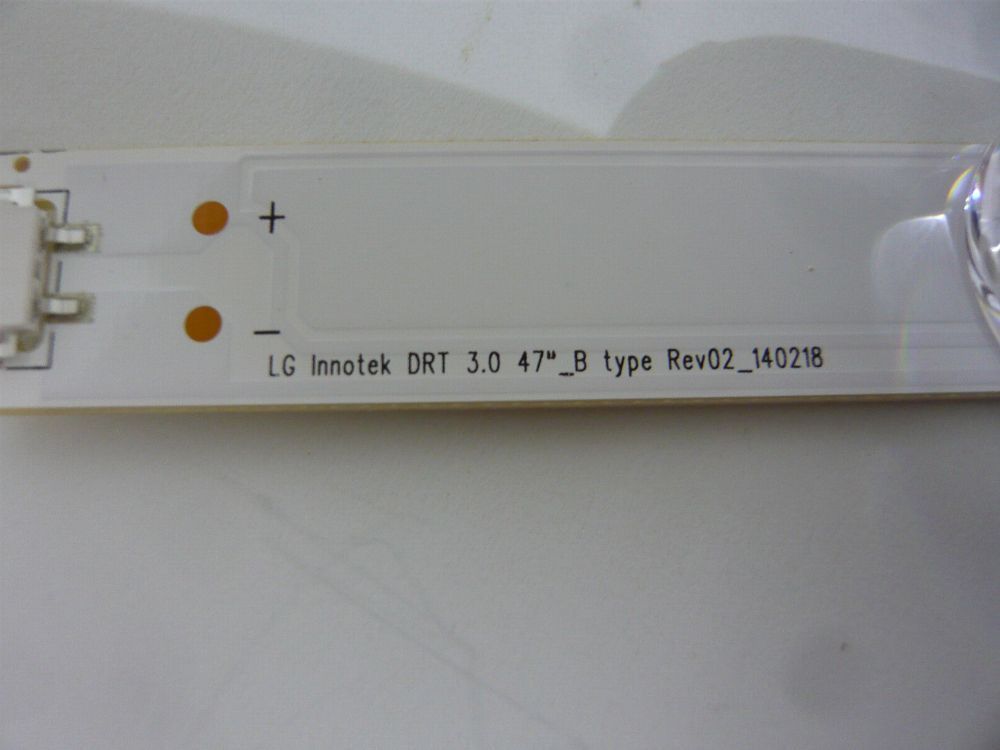 +
−
LG Innotek DRT 3.0 47"_B type Rev02_140218